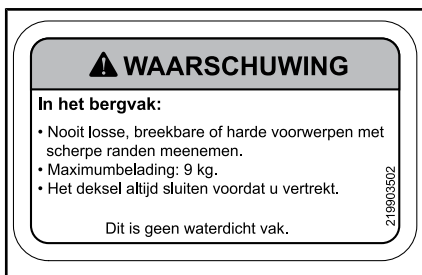 WAARSCHUWING
In het bergvak:
• Nooit losse, breekbare of harde voorwerpen met
scherpe randen meenemen.
• Maximumbelading: 9 kg.
• Het deksel altijd sluiten voordat u vertrekt.
Dit is geen waterdicht vak.
219903502